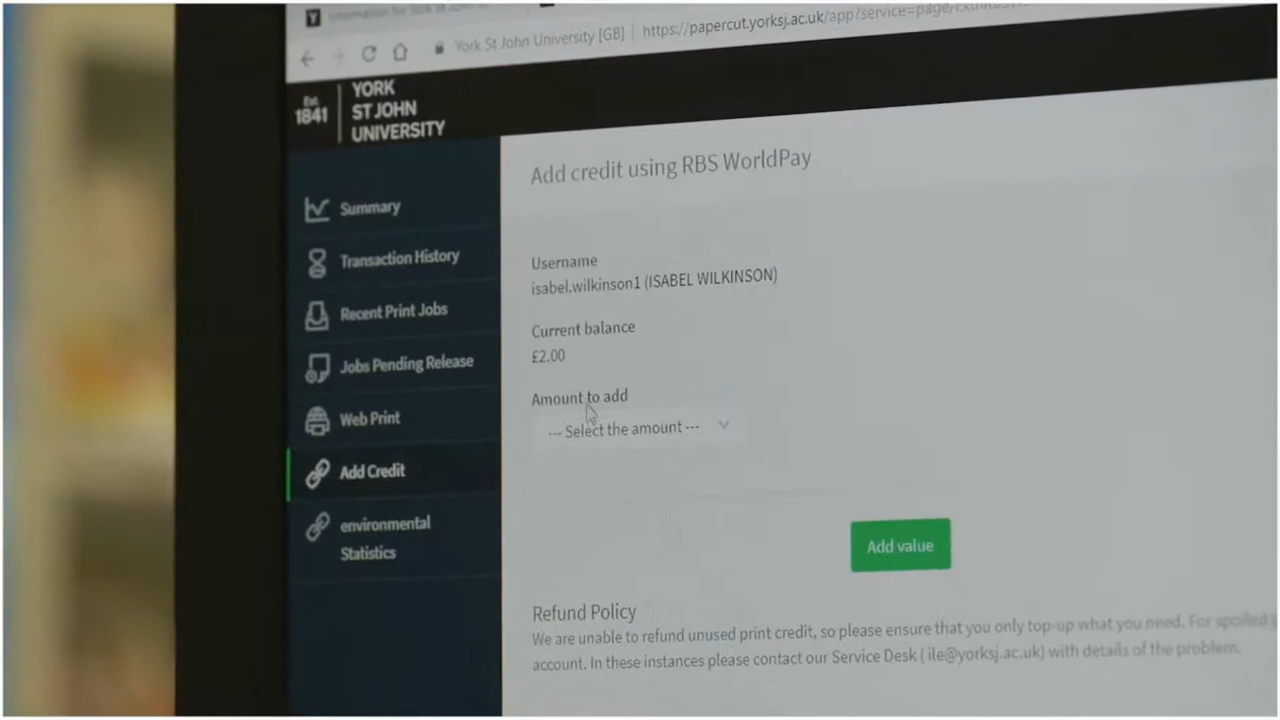 York St John University [GB] | https://papercut.yorksj.ac.uk/app?service=page/
Est. 1841
YORK
ST JOHN
UNIVERSITY
Summary
Transaction History
Recent Print Jobs
Jobs Pending Release
Web Print
Add Credit
environmental
Statistics
Add credit using RBS WorldPay
Username
isabel.wilkinson1 (ISABEL WILKINSON)
Current balance
£2.00
Amount to add
--- Select the amount ---
Add value
Refund Policy
We are unable to refund unused print credit, so please ensure that you only top-up what you need. For spoiled
account. In these instances please contact our Service Desk ( ile@yorksj.ac.uk) with details of the problem.